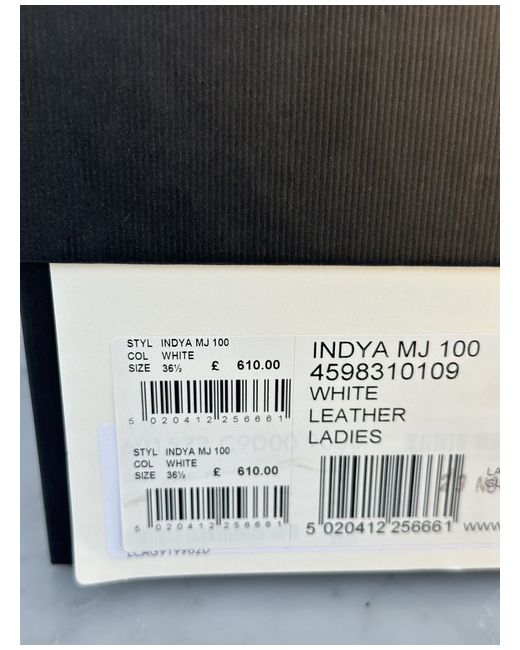 STYL INDYA MJ 100
COL WHITE
SIZE 36½ £ 610.00
5 020412 256661
STYL INDYA MJ 100
COL WHITE
SIZE 36½ £ 610.00
5 020412 256661
INDYA MJ 100
4598310109
WHITE
LEATHER
LADIES
LA
5 020412 256661 WWW